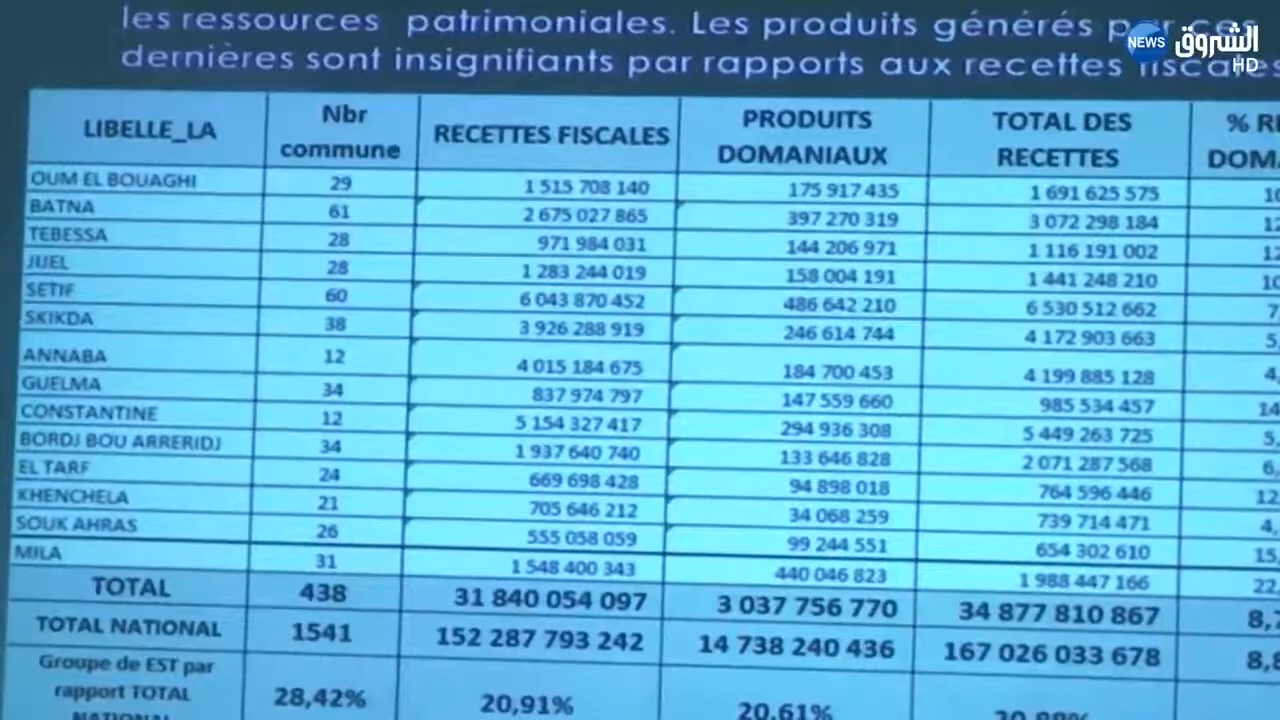 les ressources patrimoniales. Les produits générés par ces
dernières sont insignifiants par rapports aux recettes fiscales
NEWS الشروق
HD
LIBELLE_LA Nbr commune RECETTES FISCALES PRODUITS DOMANIAUX TOTAL DES RECETTES %
OUM EL BOUAGHI 29 1 515 708 140 175 917 435 1 691 625 575
BATNA 61 2 675 027 865 397 270 319 3 072 298 184
TEBESSA 28 971 984 031 144 206 971 1 116 191 002
JIJEL 28 1 283 244 019 158 004 191 1 441 248 210
SETIF 60 6 043 870 452 486 642 210 6 530 512 662
SKIKDA 38 3 926 288 919 246 614 744 4 172 903 663
ANNABA 12 4 015 184 675 184 700 453 4 199 885 128
GUELMA 34 837 974 797 147 559 660 985 534 457
CONSTANTINE 12 5 154 327 417 294 936 308 5 449 263 725
BORDJ BOU ARRERIDJ 34 1 937 640 740 133 646 828 2 071 287 568
EL TARF 24 669 698 428 94 898 018 764 596 446
KHENCHELA 21 705 646 212 34 068 259 739 714 471
SOUK AHRAS 26 555 058 059 99 244 551 654 302 610
MILA 31 1 548 400 343 440 046 823 1 988 447 166
TOTAL 438 31 840 054 097 3 037 756 770 34 877 810 867
TOTAL NATIONAL 1541 152 287 793 242 14 738 240 436 167 026 033 678
Groupe de EST par
rapport TOTAL
NATIONAL 28,42% 20,91% 20,61%